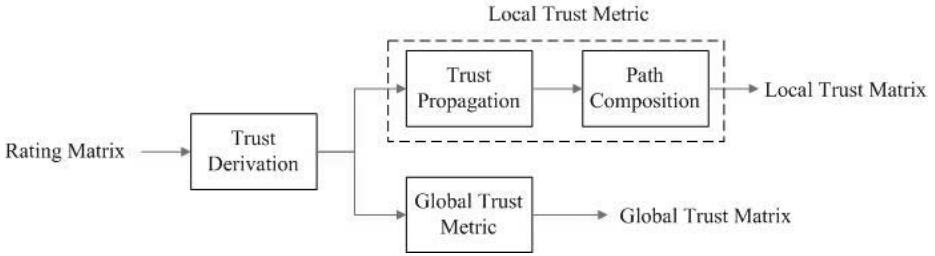 Local Trust Metric
Trust
Propagation
Path
Composition
Local Trust Matrix
Rating Matrix
Trust
Derivation
Global Trust
Metric
Global Trust Matrix